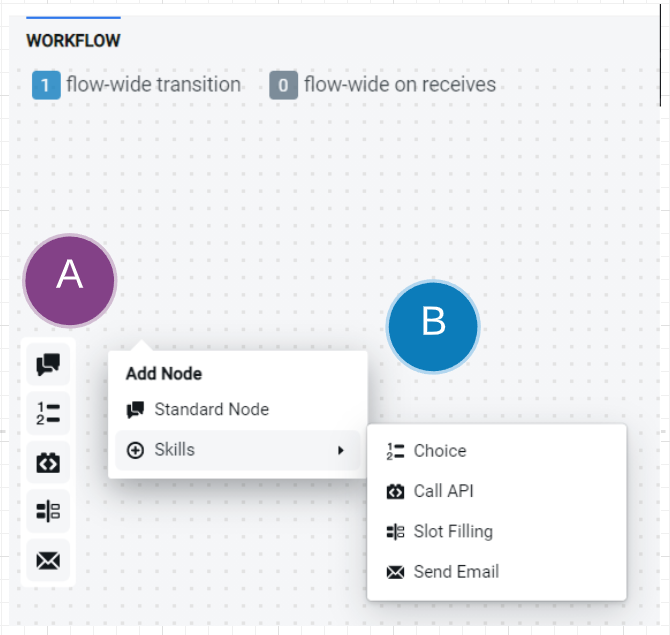 WORKFLOW
1 flow-wide transition 0 flow-wide on receives
A
B
Add Node
Standard Node
Skills
Choice
Call API
Slot Filling
Send Email